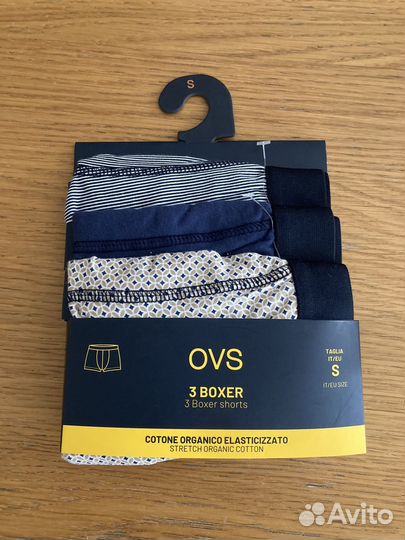 S
OVS
3 BOXER
3 Boxer shorts
TAGLIA
IT/EU
S
IT/EU SIZE
COTONE ORGANICO ELASTICIZZATO
STRETCH ORGANIC COTTON
Avito